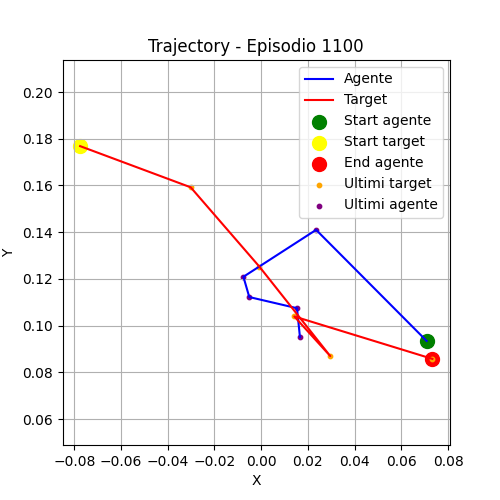 Trajectory - Episodio 1100
Agente
Target
Start agente
Start target
End agente
Ultimi target
Ultimi agente
Y
0.20
0.18
0.16
0.14
0.12
0.10
0.08
0.06
−0.08 −0.06 −0.04 −0.02 0.00 0.02 0.04 0.06 0.08
X